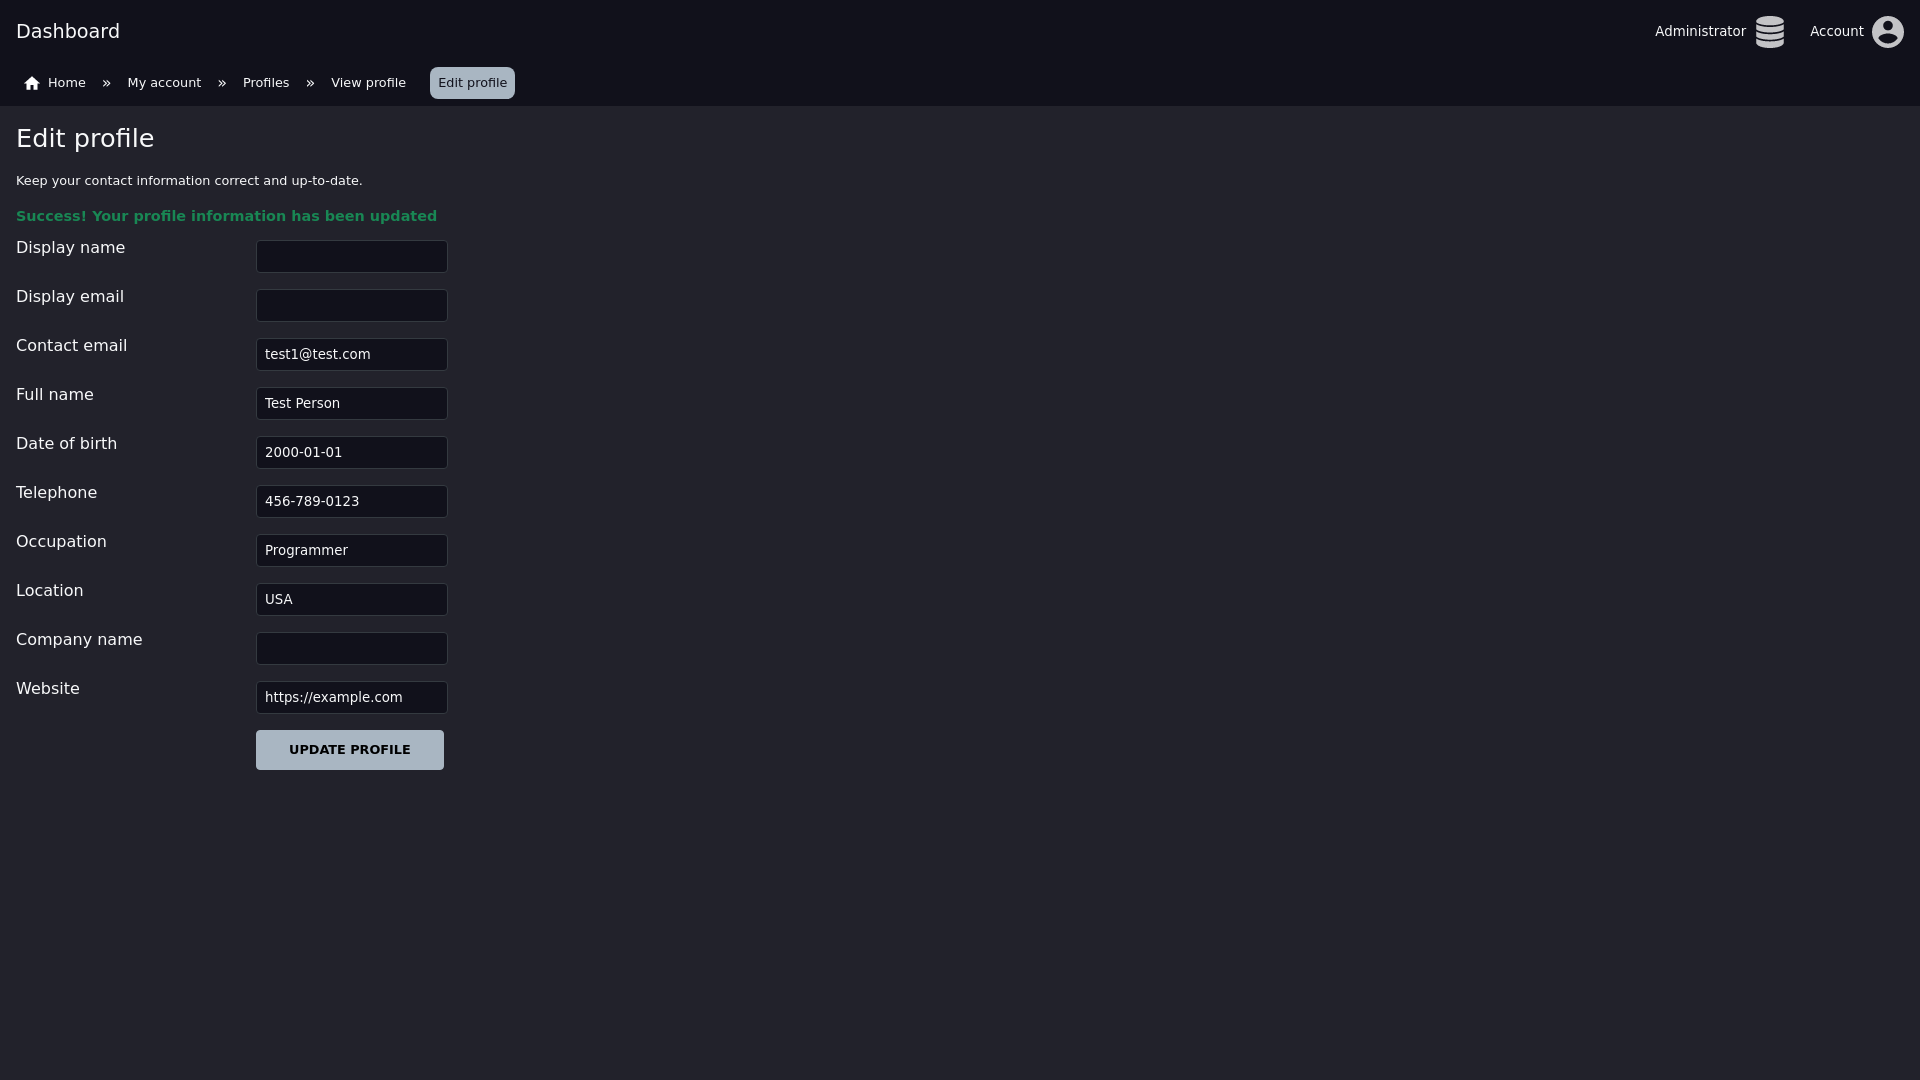 Dashboard
Administrator
Account
Home » My account » Profiles » View profile Edit profile
Edit profile
Keep your contact information correct and up-to-date.
Success! Your profile information has been updated
Display name
Display email
Contact email test1@test.com
Full name Test Person
Date of birth 2000-01-01
Telephone 456-789-0123
Occupation Programmer
Location USA
Company name
Website https://example.com
UPDATE PROFILE